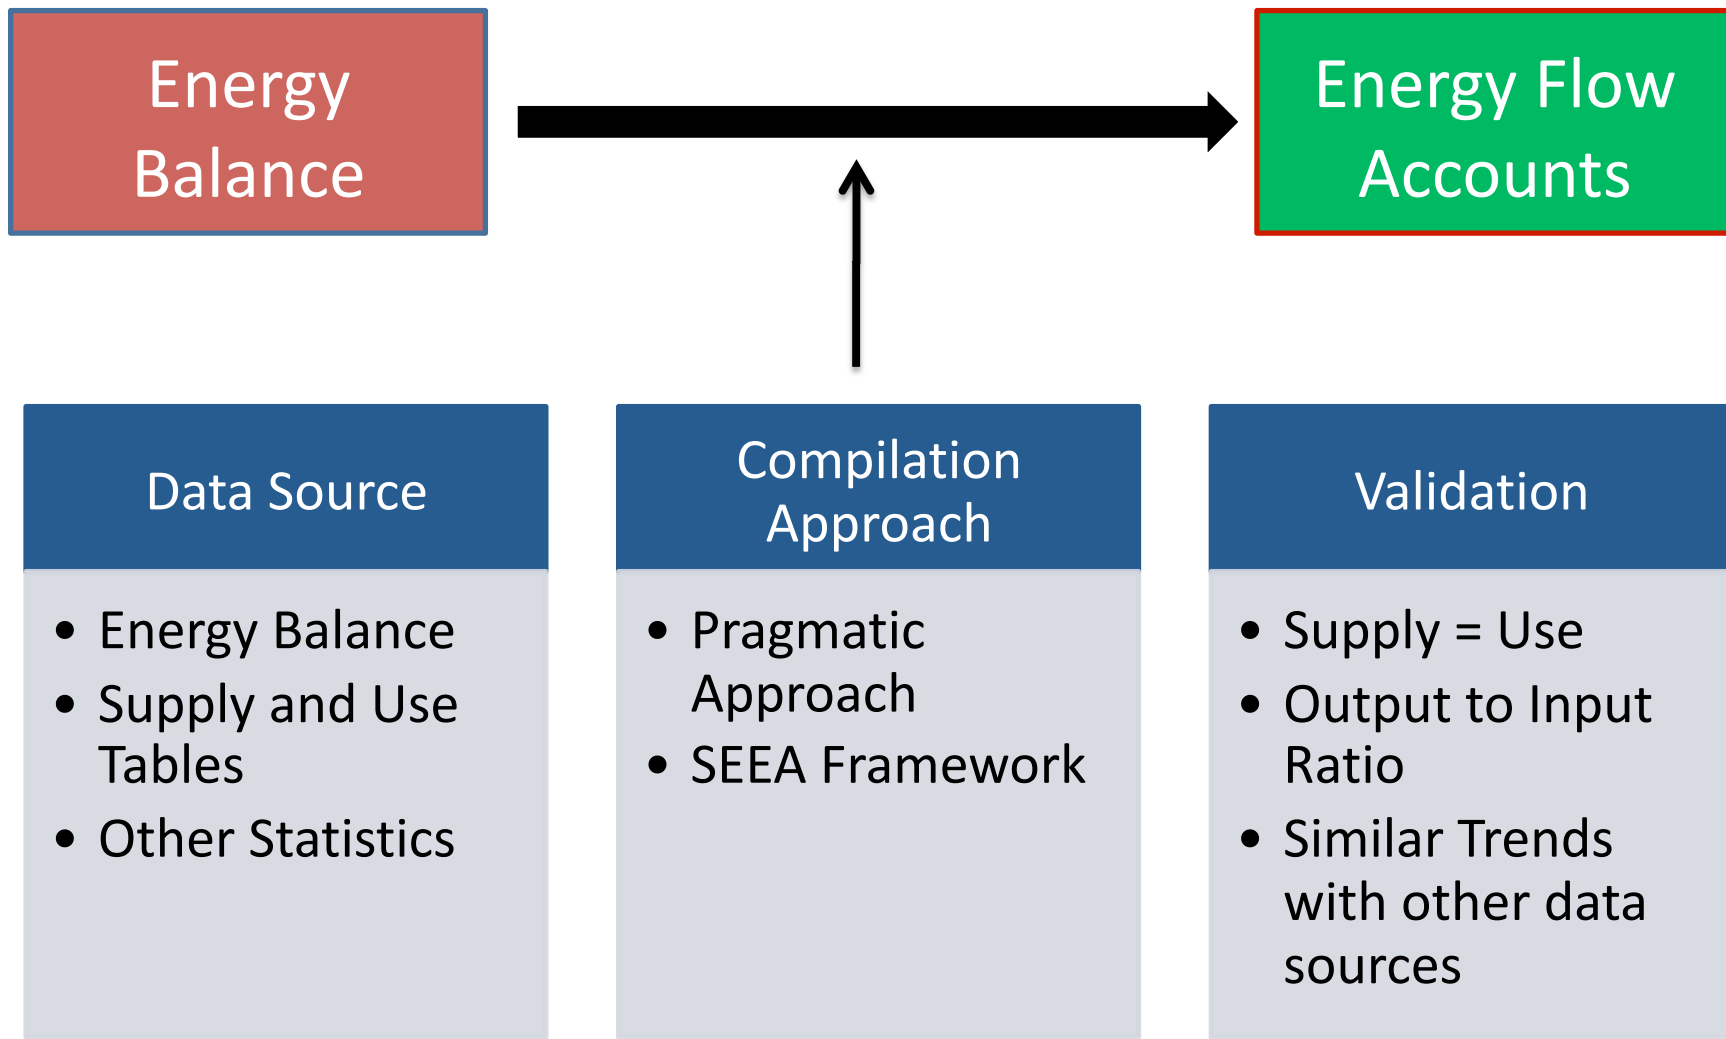 Energy
Balance
Energy Flow
Accounts
Data Source
• Energy Balance
• Supply and Use
Tables
• Other Statistics
Compilation
Approach
• Pragmatic
Approach
• SEEA Framework
Validation
• Supply = Use
• Output to Input
Ratio
• Similar Trends
with other data
sources